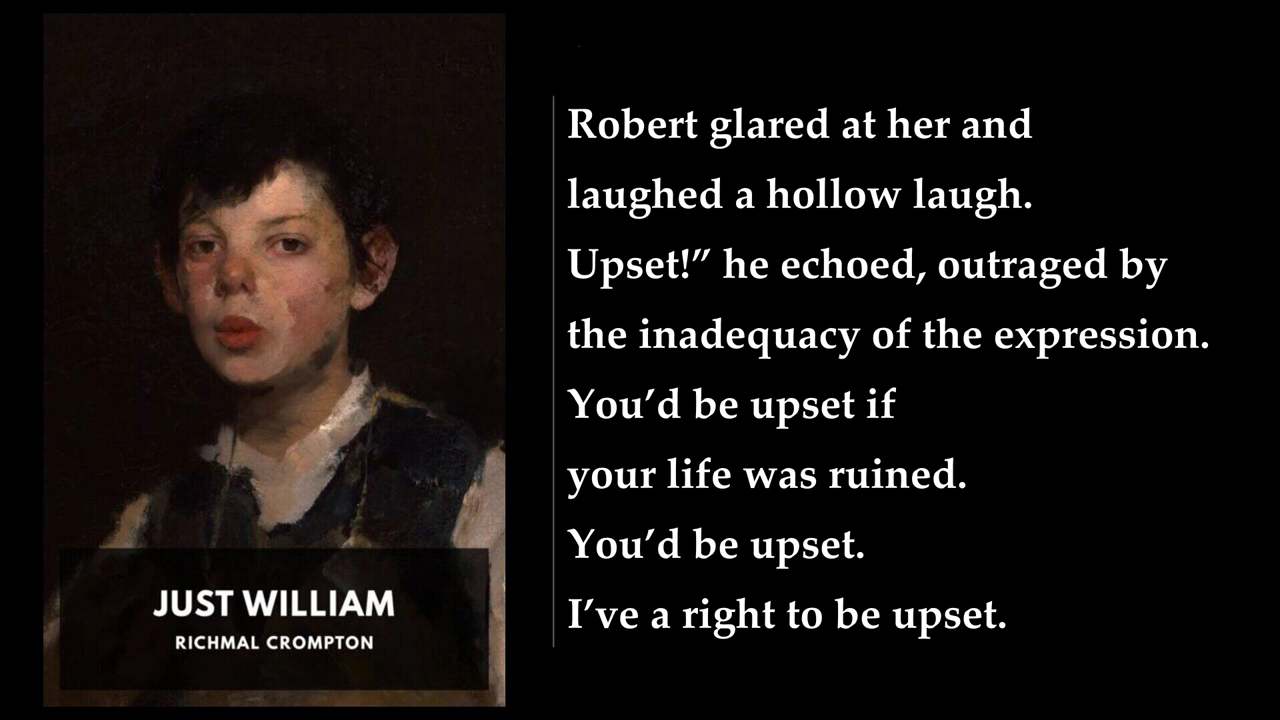 Robert glared at her and
laughed a hollow laugh.
Upset!” he echoed, outraged by
the inadequacy of the expression.
You’d be upset if
your life was ruined.
You’d be upset.
I’ve a right to be upset.
JUST WILLIAM
RICHMAL CROMPTON